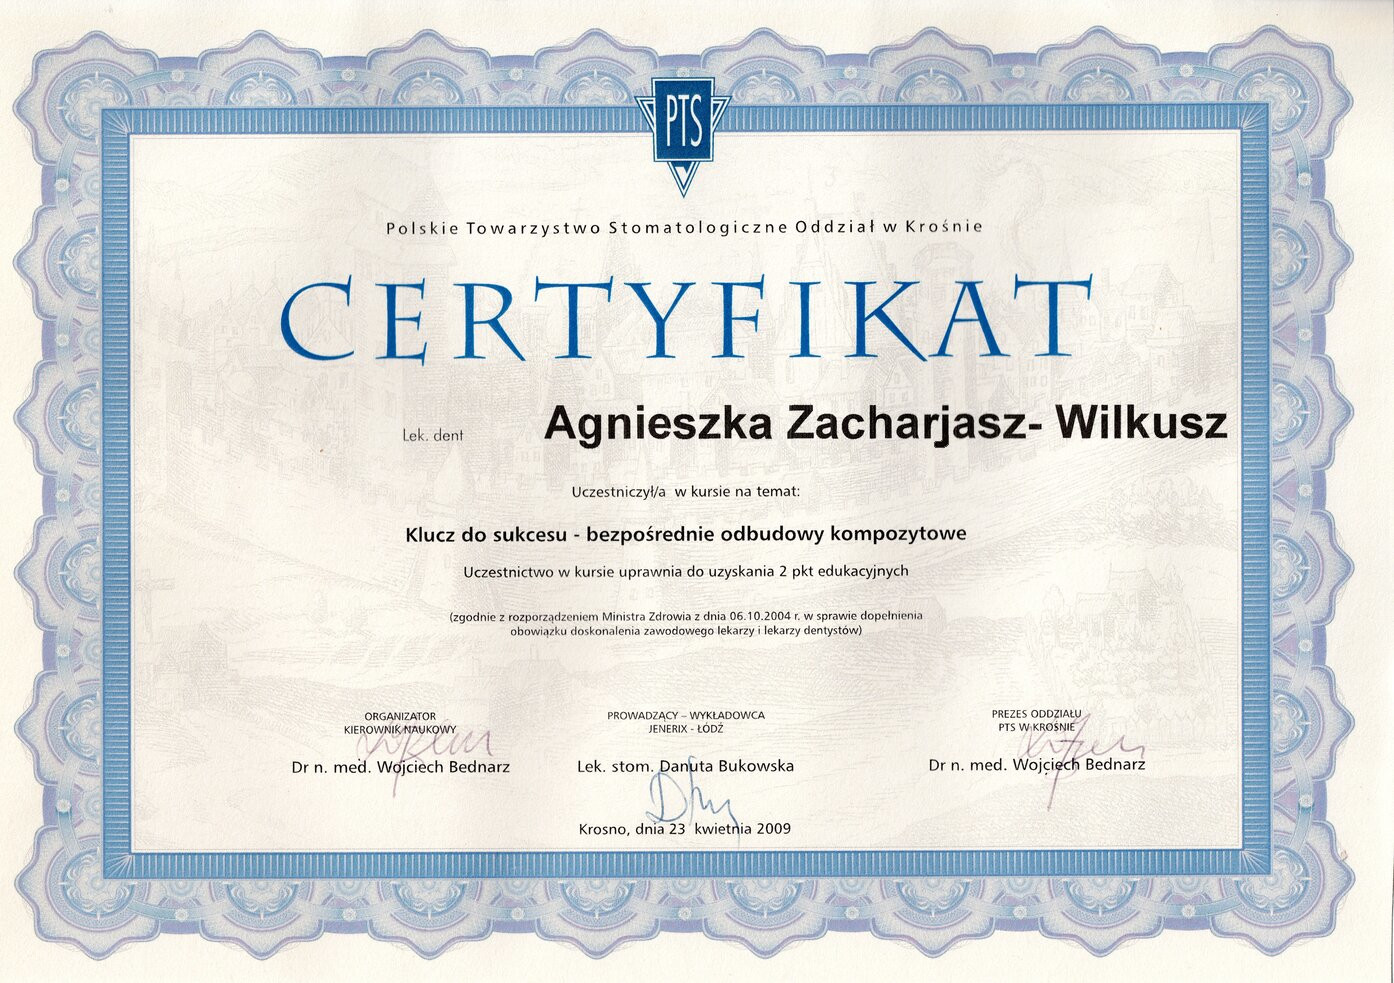 PTS
Polskie Towarzystwo Stomatologiczne Oddział w Krośnie
CERTYFIKAT
Lek. dent Agnieszka Zacharjasz- Wilkusz
Uczestniczył/a w kursie na temat:
Klucz do sukcesu - bezpośrednie odbudowy kompozytowe
Uczestnictwo w kursie uprawnia do uzyskania 2 pkt edukacyjnych
(zgodnie z rozporządzeniem Ministra Zdrowia z dnia 06.10.2004 r. w sprawie dopełnienia
obowiązku doskonalenia zawodowego lekarzy i lekarzy dentystów)
ORGANIZATOR
KIEROWNIK NAUKOWY
Dr n. med. Wojciech Bednarz
PROWADZĄCY – WYKŁADOWCA
JENERIX - ŁÓDŹ
Lek. stom. Danuta Bukowska
PREZES ODDZIAŁU
PTS W KROŚNIE
Dr n. med. Wojciech Bednarz
Krosno, dnia 23 kwietnia 2009